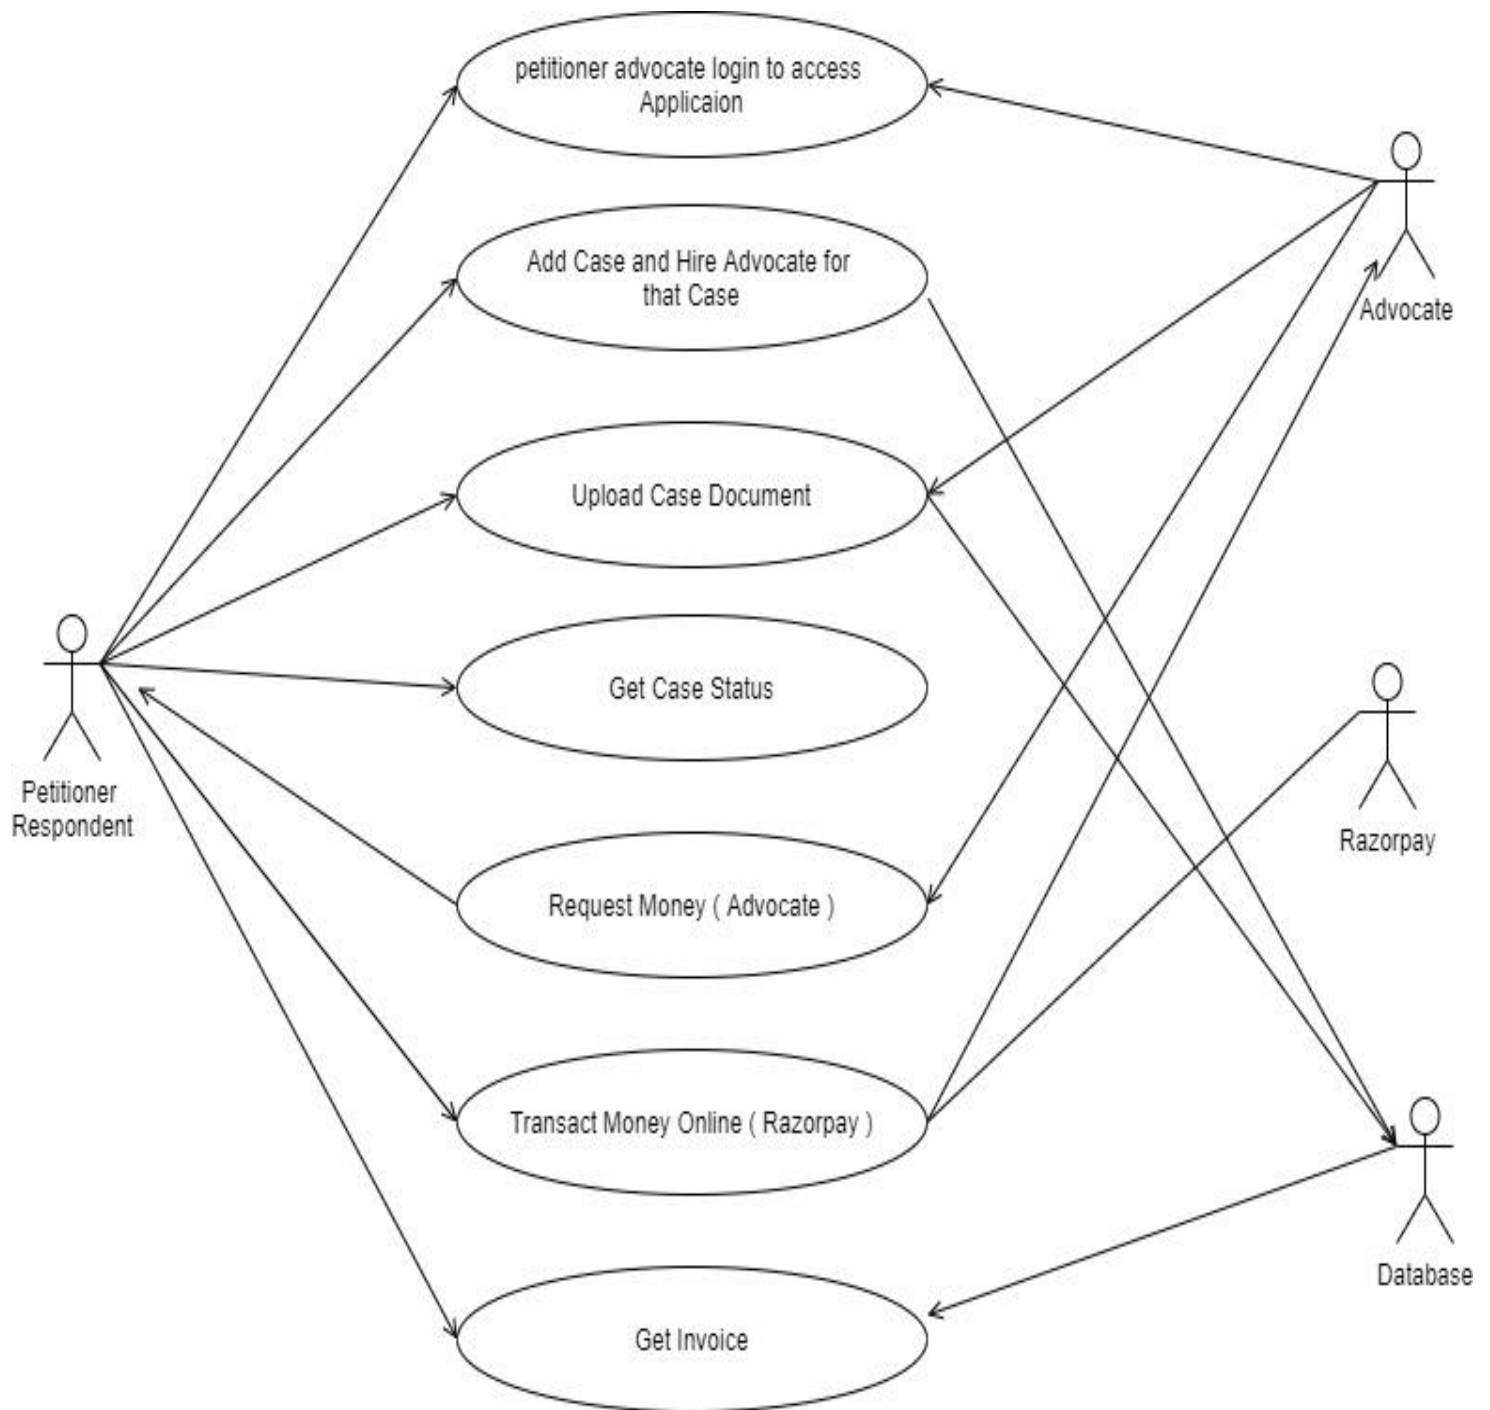 petitioner advocate login to access
Applicaion
Add Case and Hire Advocate for
that Case
Advocate
Upload Case Document
Get Case Status
Petitioner
Respondent
Razorpay
Request Money ( Advocate )
Transact Money Online ( Razorpay )
Database
Get Invoice